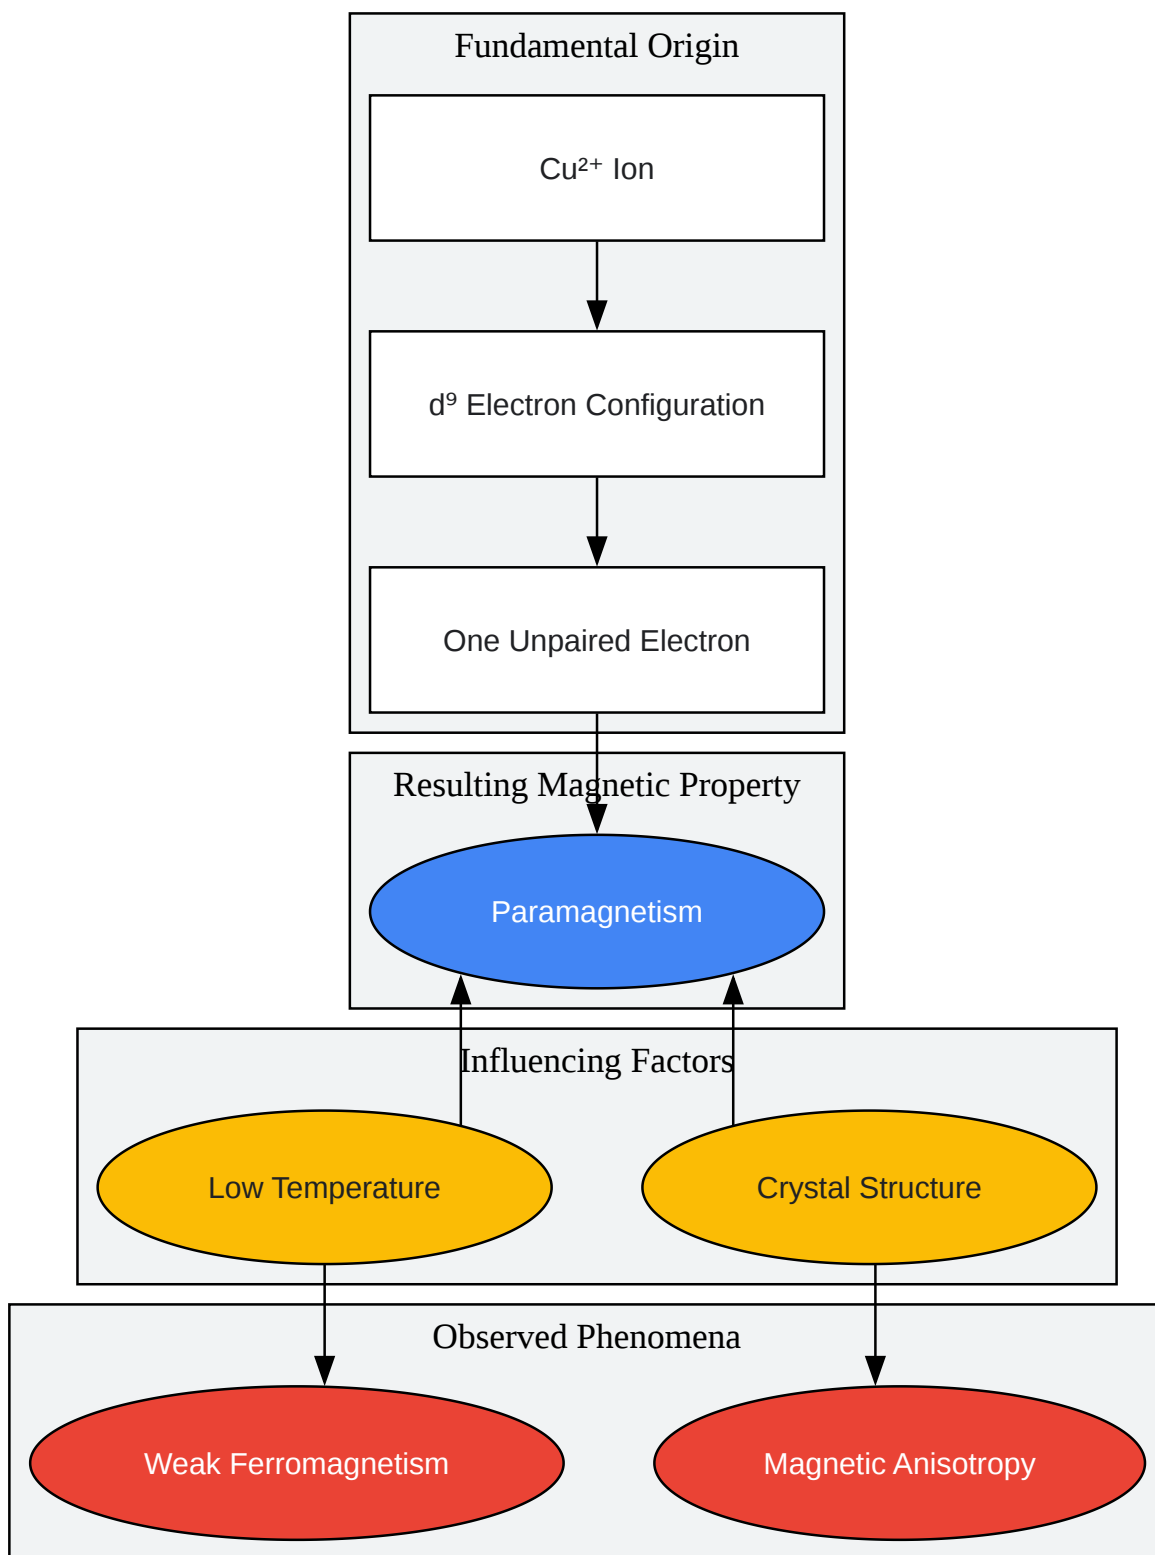 Fundamental Origin
Cu²⁺ Ion
d⁹ Electron Configuration
One Unpaired Electron
Resulting Magnetic Property
Paramagnetism
Influencing Factors
Low Temperature
Crystal Structure
Observed Phenomena
Weak Ferromagnetism
Magnetic Anisotropy